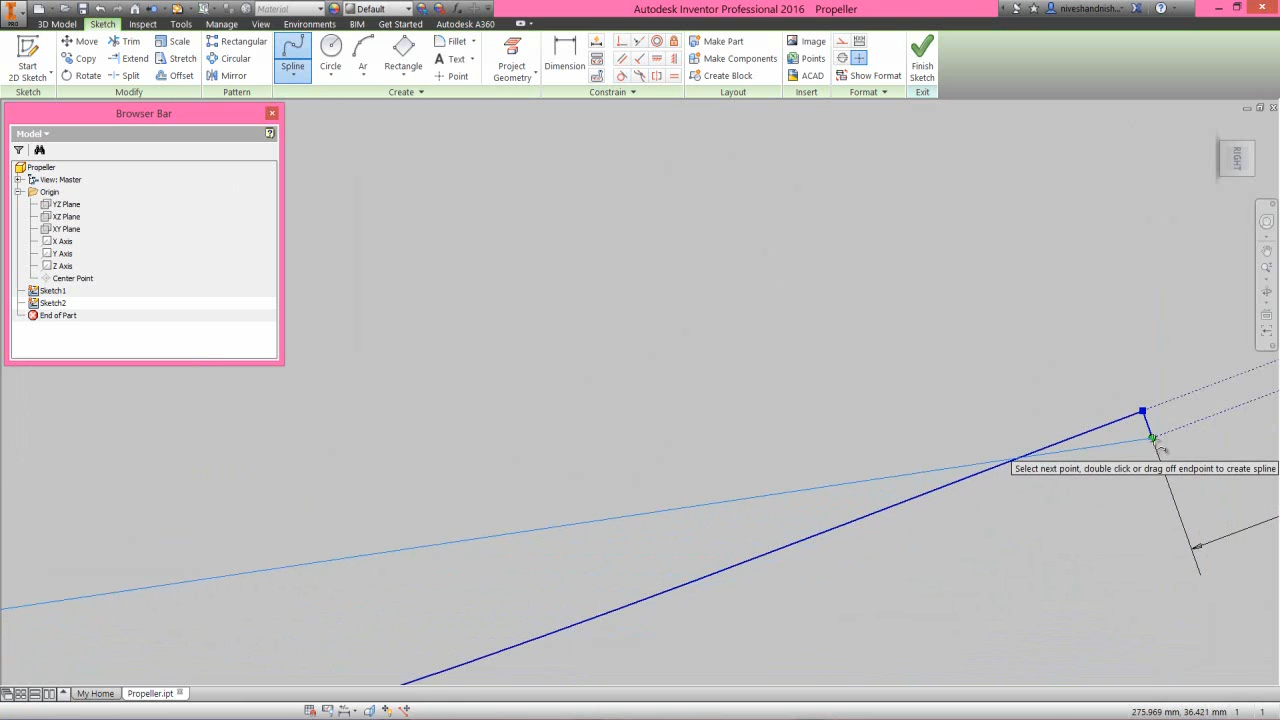 Autodesk Inventor Professional 2016 Propeller
Material
Default
niveshandnish...
PRO
3D Model Sketch Inspect Tools Manage View Environments BIM Get Started Autodesk A360
Start
2D Sketch
Sketch
Move Trim Scale
Stretch
Rotate Split Offset
Modify
Rectangular
Circular
Mirror
Pattern
Spline
Circle
Rectangle
Fillet
Text
Point
Project
Geometry
Create
Dimension
Constrain
Make Part
Make Components
Create Block
Layout
Image
Points
ACAD
Insert
Show Format
Format
Finish
Sketch
Exit
Browser Bar
Model
Propeller
View: Master
Origin
YZ Plane
XZ Plane
XY Plane
X Axis
Y Axis
Z Axis
Center Point
Sketch1
Sketch2
End of Part
RIGHT
Select next point, double click or drag off endpoint to create spline
My Home Propeller.ipt
275.969 mm, 36.421 mm 1 1